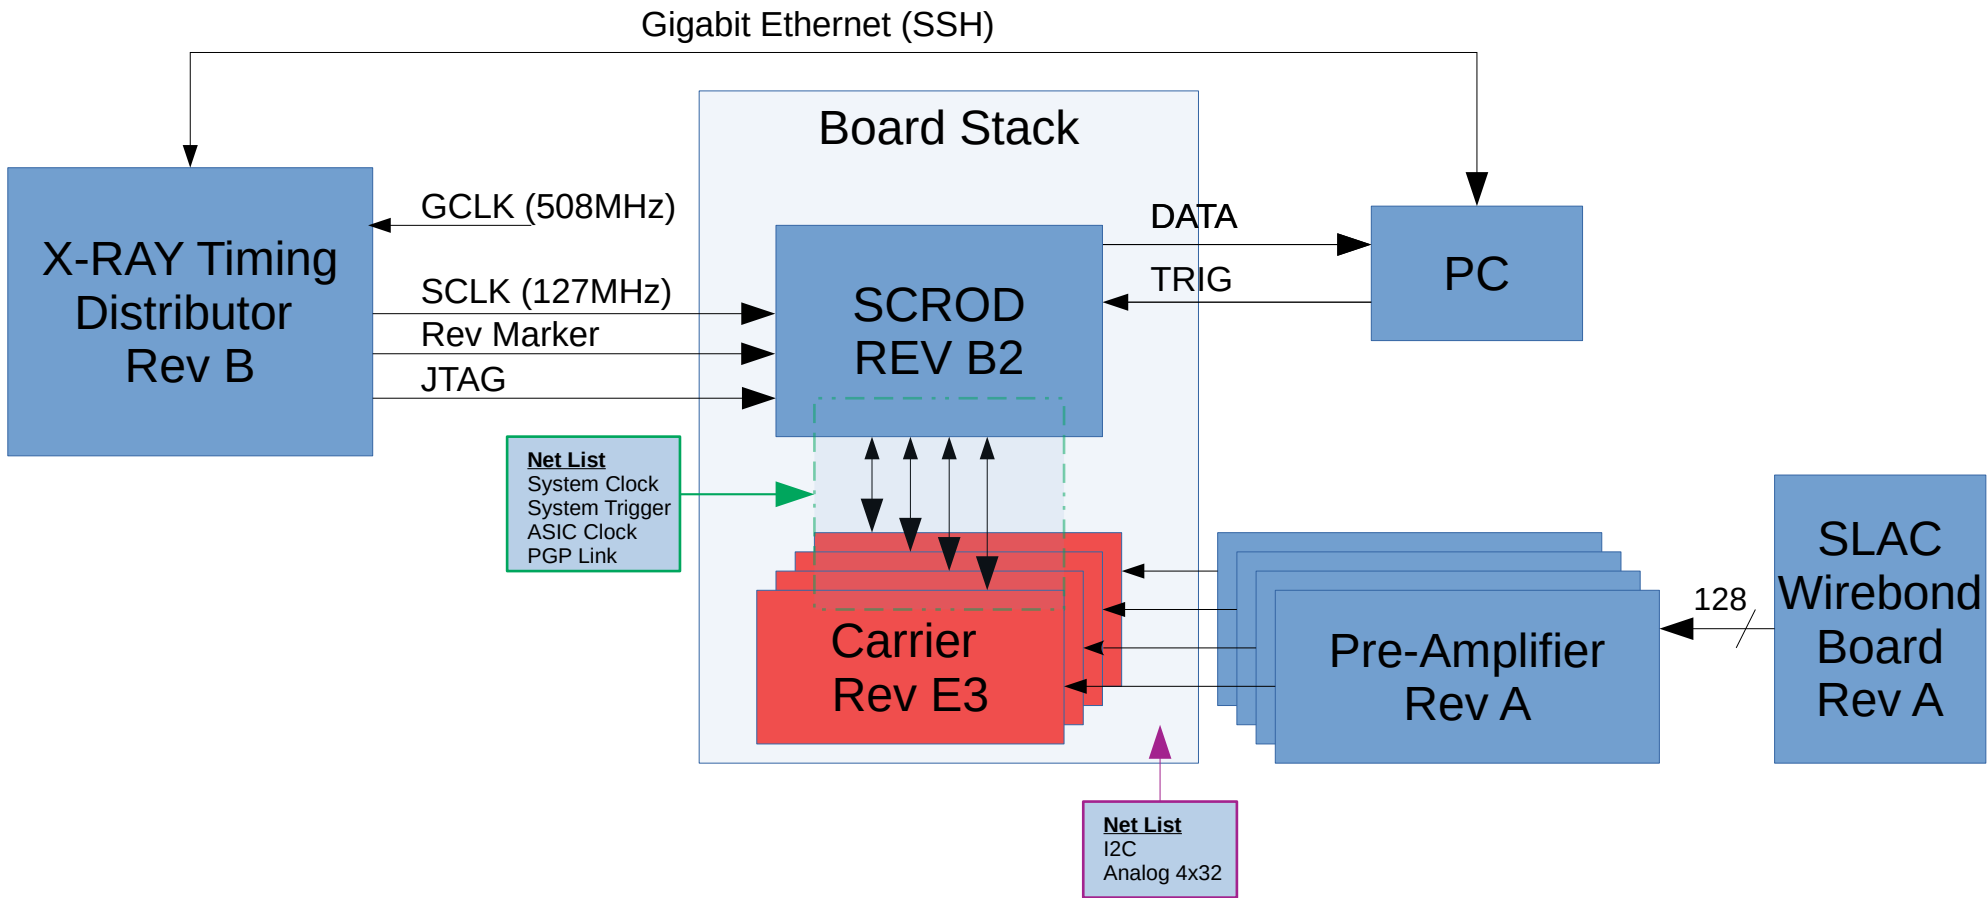 Gigabit Ethernet (SSH)
Board Stack
GCLK (508MHz)
X-RAY Timing
Distributor
Rev B
SCLK (127MHz)
Rev Marker
JTAG
SCROD
REV B2
DATA
TRIG
PC
Net List
System Clock
System Trigger
ASIC Clock
PGP Link
Carrier
Rev E3
Pre-Amplifier
Rev A
128
SLAC
Wirebond
Board
Rev A
Net List
I2C
Analog 4x32